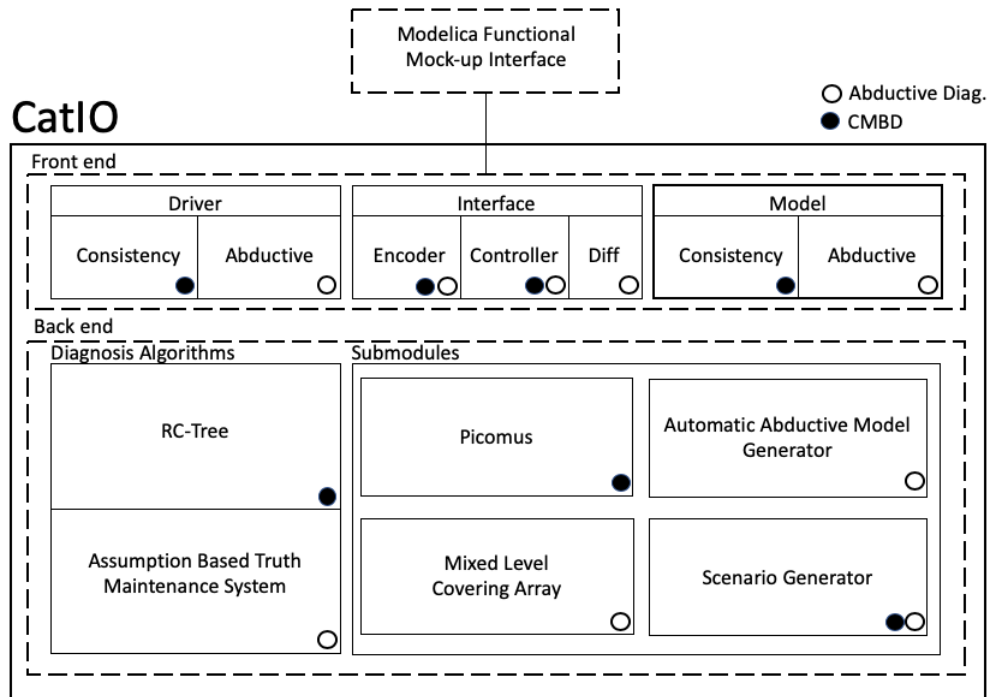 Modelica Functional
Mock-up Interface
Abductive Diag.
CMBD
CatIO
Front end
Driver
Consistency
Abductive
Interface
Encoder
Controller
Diff
Model
Consistency
Abductive
Back end
Diagnosis Algorithms
RC-Tree
Assumption Based Truth
Maintenance System
Submodules
Picomus
Automatic Abductive Model
Generator
Mixed Level
Covering Array
Scenario Generator